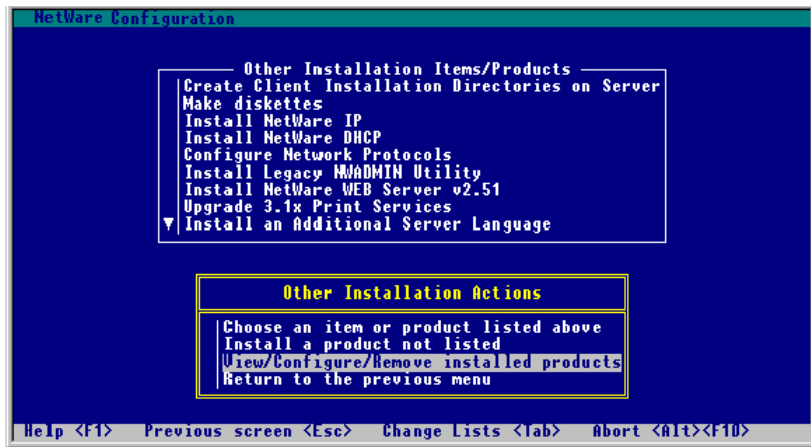 NetWare Configuration
Other Installation Items/Products
Create Client Installation Directories on Server
Make diskettes
Install NetWare IP
Install NetWare DHCP
Configure Network Protocols
Install Legacy NWADMIN Utility
Install NetWare WEB Server v2.51
Upgrade 3.1x Print Services
▼ Install an Additional Server Language
Other Installation Actions
Choose an item or product listed above
Install a product not listed
View/Configure/Remove installed products
Return to the previous menu
Help <F1> Previous screen <Esc> Change Lists <Tab> Abort <Alt><F10>